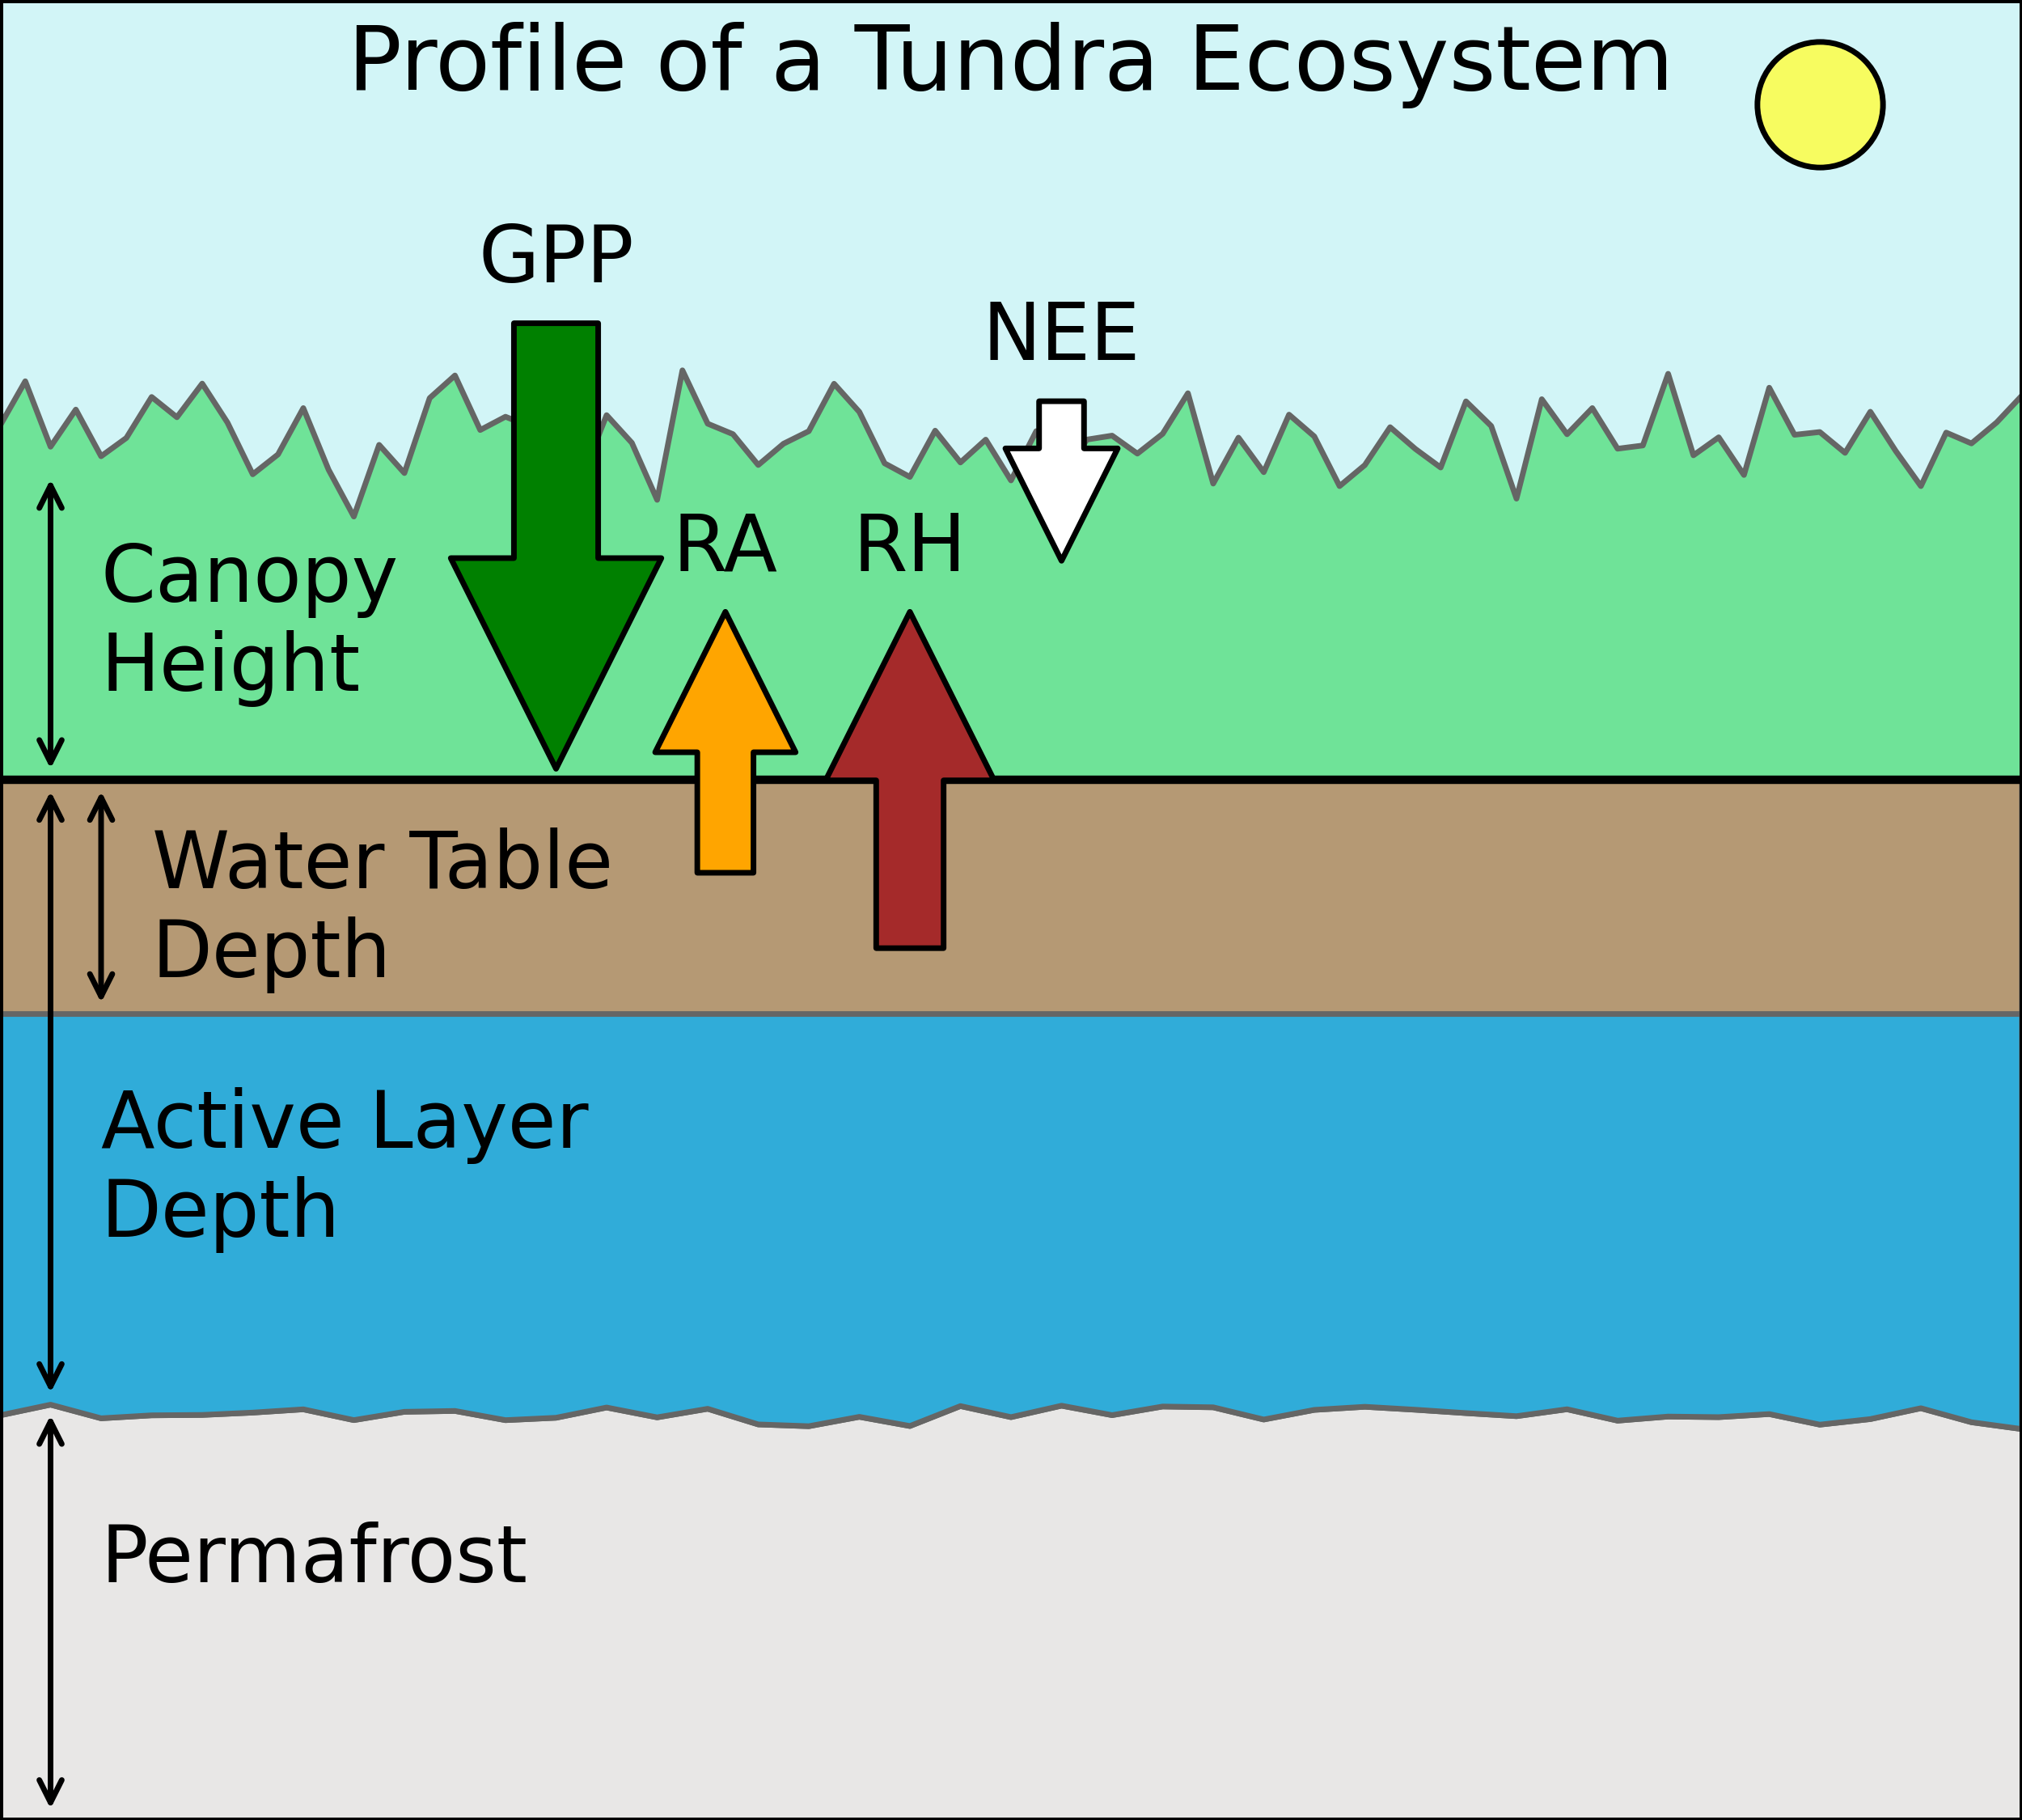 Profile of a Tundra Ecosystem
GPP
NEE
RA
RH
Canopy
Height
Water Table
Depth
Active Layer
Depth
Permafrost